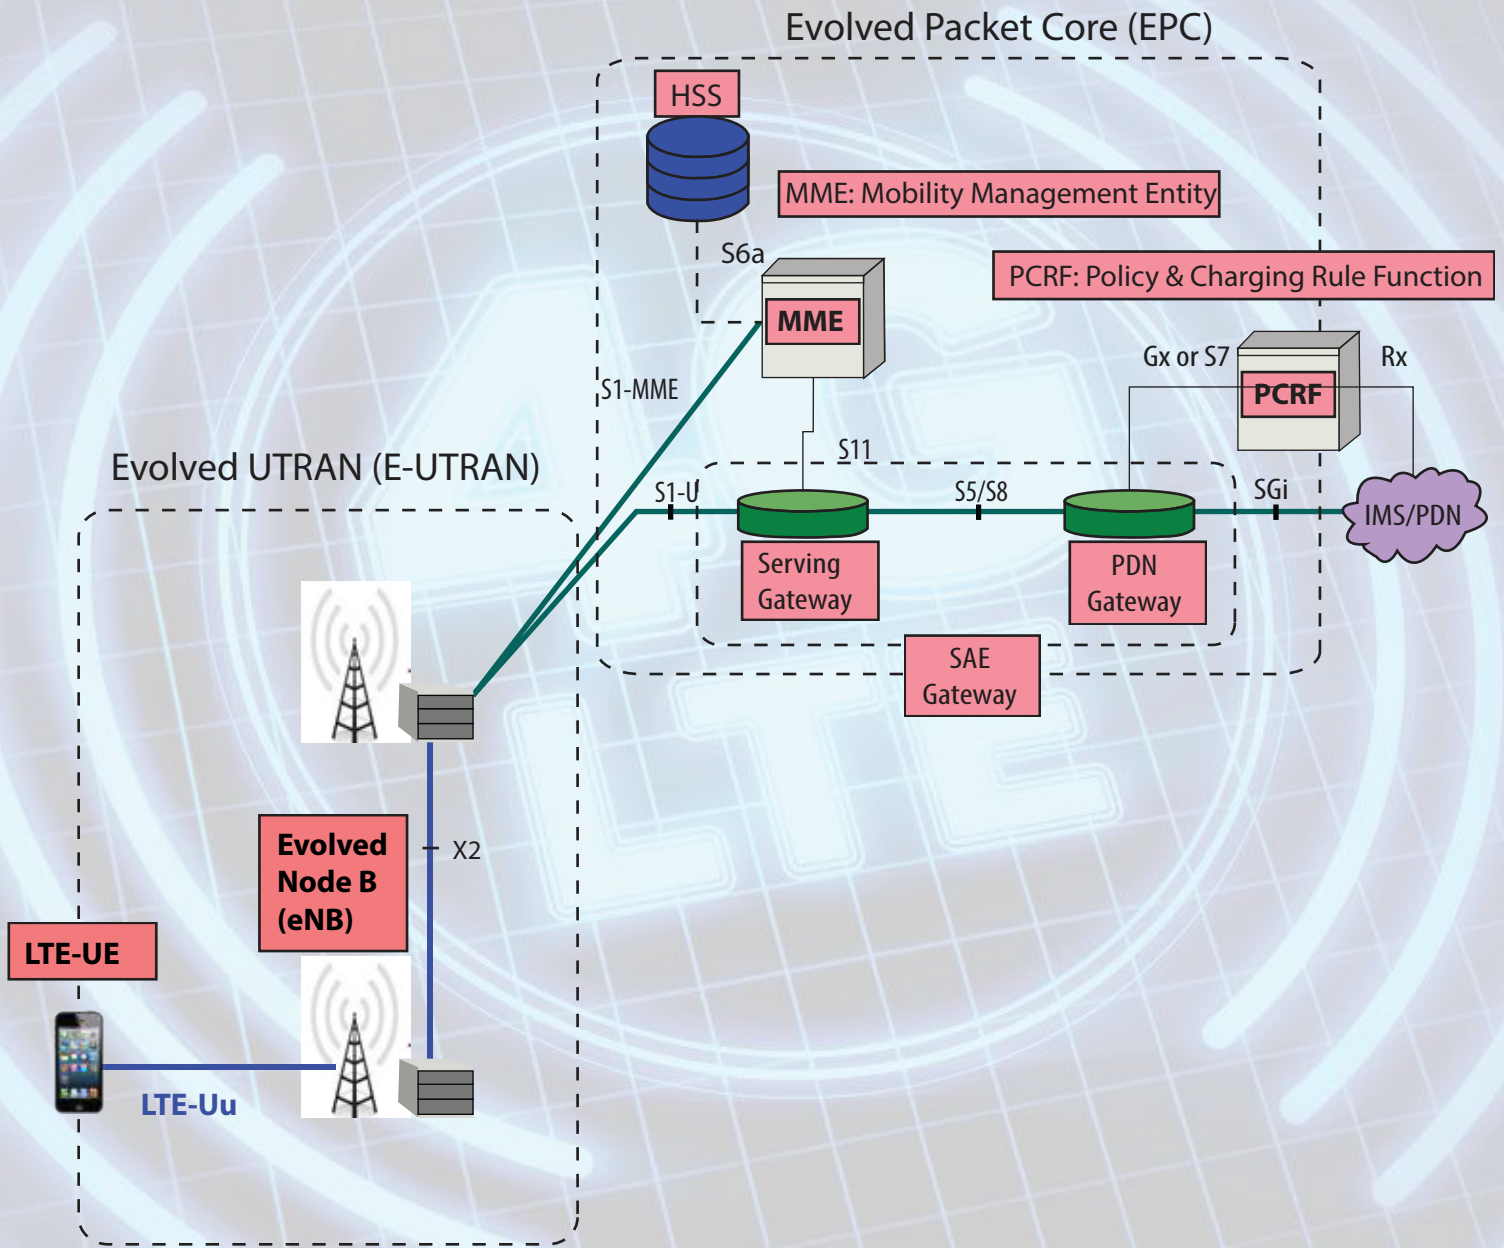 Evolved Packet Core (EPC)
HSS
MME: Mobility Management Entity
S6a
PCRF: Policy & Charging Rule Function
MME
Gx or S7
Rx
PCRF
S1-MME
Evolved UTRAN (E-UTRAN)
S11
S1-U
S5/S8
SGi
IMS/PDN
Serving
Gateway
PDN
Gateway
SAE
Gateway
4G
LTE
Evolved
Node B
(eNB)
X2
LTE-UE
LTE-Uu